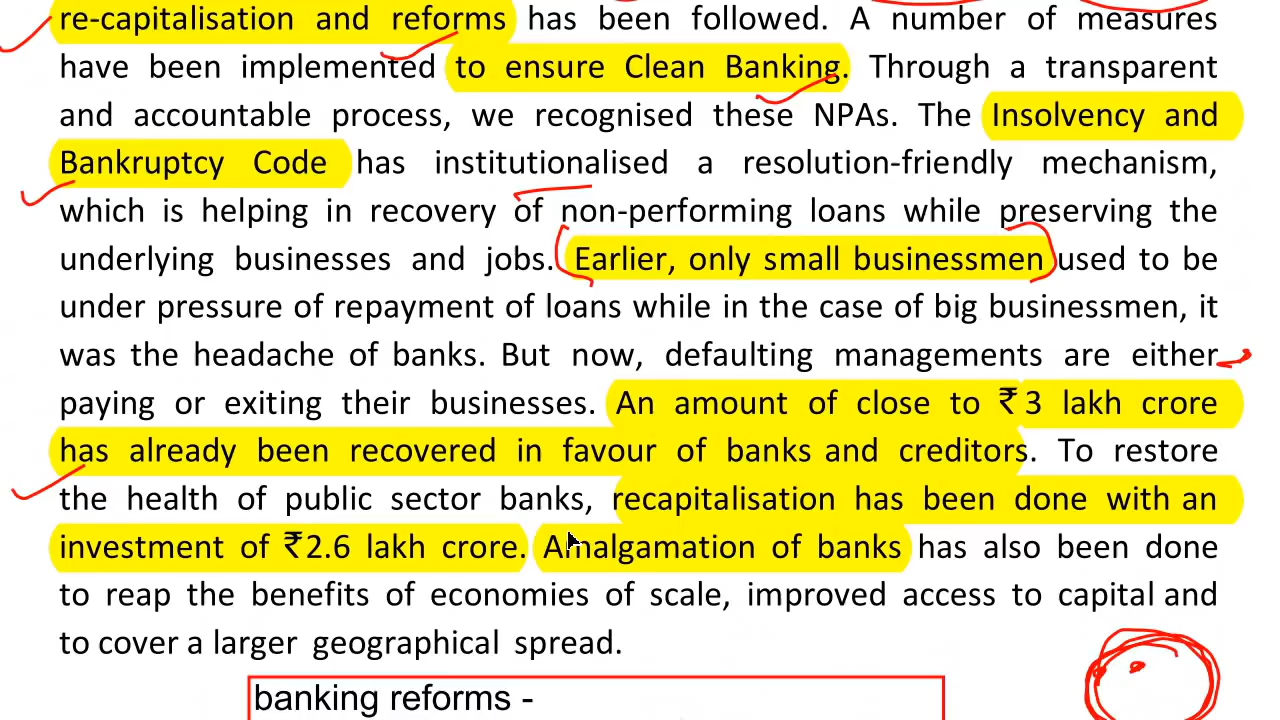 re-capitalisation and reforms has been followed. A number of measures
have been implemented to ensure Clean Banking. Through a transparent
and accountable process, we recognised these NPAs. The Insolvency and
Bankruptcy Code has institutionalised a resolution-friendly mechanism,
which is helping in recovery of non-performing loans while preserving the
underlying businesses and jobs. Earlier, only small businessmen used to be
under pressure of repayment of loans while in the case of big businessmen, it
was the headache of banks. But now, defaulting managements are either
paying or exiting their businesses. An amount of close to ₹3 lakh crore
has already been recovered in favour of banks and creditors. To restore
the health of public sector banks, recapitalisation has been done with an
investment of ₹2.6 lakh crore. Amalgamation of banks has also been done
to reap the benefits of economies of scale, improved access to capital and
to cover a larger geographical spread.
banking reforms -